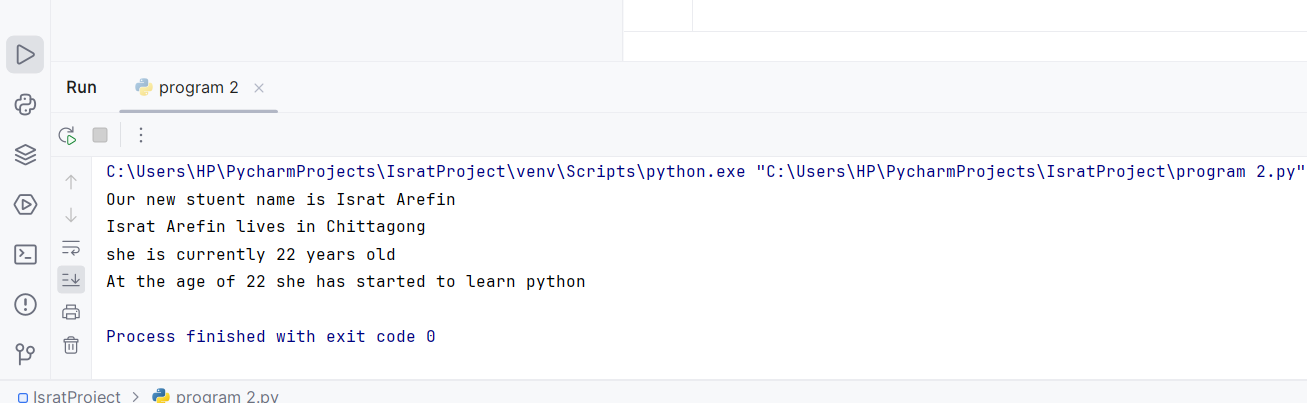 Run
program 2
C:\Users\HP\PycharmProjects\IsratProject\venv\Scripts\python.exe "C:\Users\HP\PycharmProjects\IsratProject\program 2.py"
Our new stuent name is Israt Arefin
Israt Arefin lives in Chittagong
she is currently 22 years old
At the age of 22 she has started to learn python
Process finished with exit code 0
IsratProject > program 2.py